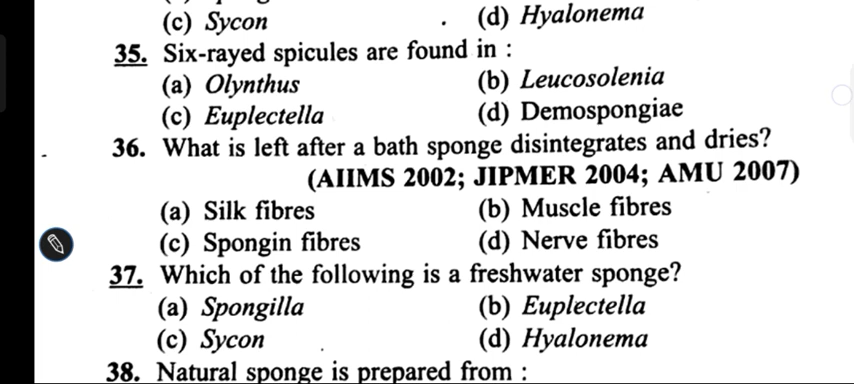 (c) Sycon (d) Hyalonema
35. Six-rayed spicules are found in :
(a) Olynthus (b) Leucosolenia
(c) Euplectella (d) Demospongiae
36. What is left after a bath sponge disintegrates and dries?
(AIIMS 2002; JIPMER 2004; AMU 2007)
(a) Silk fibres (b) Muscle fibres
(c) Spongin fibres (d) Nerve fibres
37. Which of the following is a freshwater sponge?
(a) Spongilla (b) Euplectella
(c) Sycon (d) Hyalonema
38. Natural sponge is prepared from :